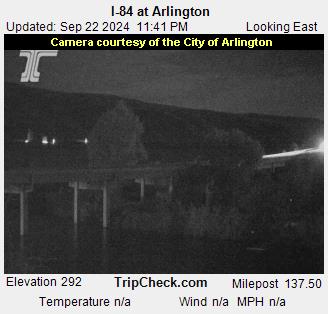 I-84 at Arlington
Updated: Sep 22 2024 11:41 PM Looking East
Camera courtesy of the City of Arlington
Elevation 292 TripCheck.com Milepost 137.50
Temperature n/a Wind n/a MPH n/a